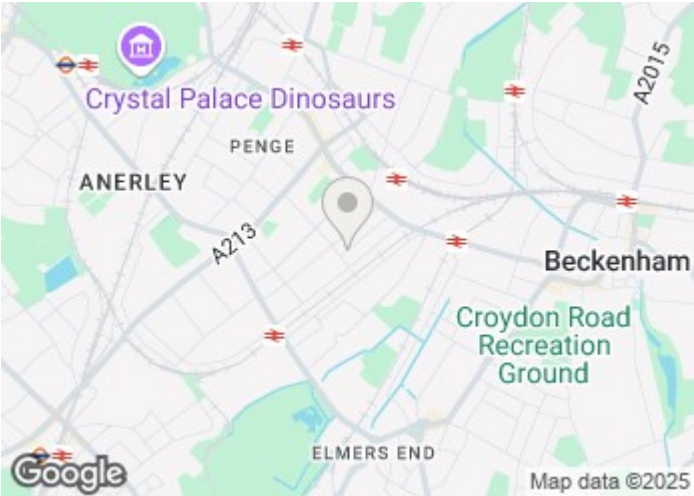 A2015
Crystal Palace Dinosaurs
PENGE
ANERLEY
A213
Beckenham
Croydon Road
Recreation
Ground
ELMERS END
Google
Map data ©2025